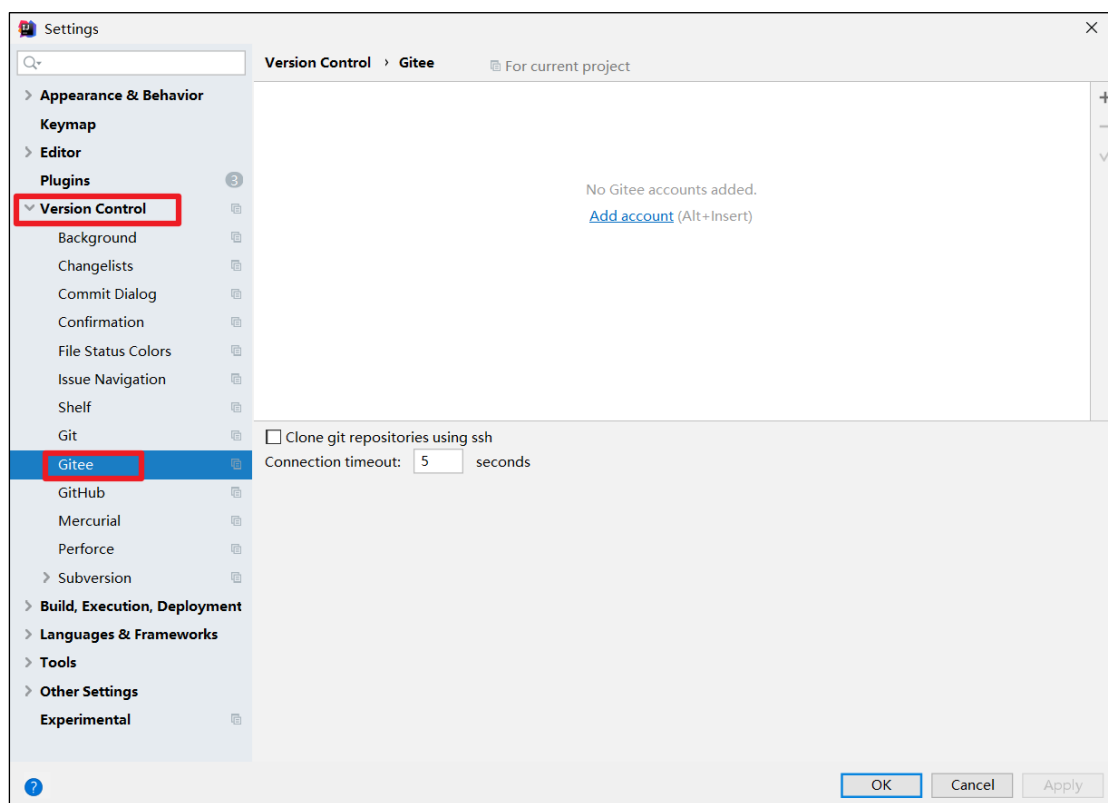 Settings
Version Control › Gitee For current project
Appearance & Behavior
Keymap
Editor
Plugins 3
Version Control
Background
Changelists
Commit Dialog
Confirmation
File Status Colors
Issue Navigation
Shelf
Git
Gitee
GitHub
Mercurial
Perforce
Subversion
Build, Execution, Deployment
Languages & Frameworks
Tools
Other Settings
Experimental
No Gitee accounts added.
Add account (Alt+Insert)
Clone git repositories using ssh
Connection timeout: 5 seconds
? OK Cancel Apply